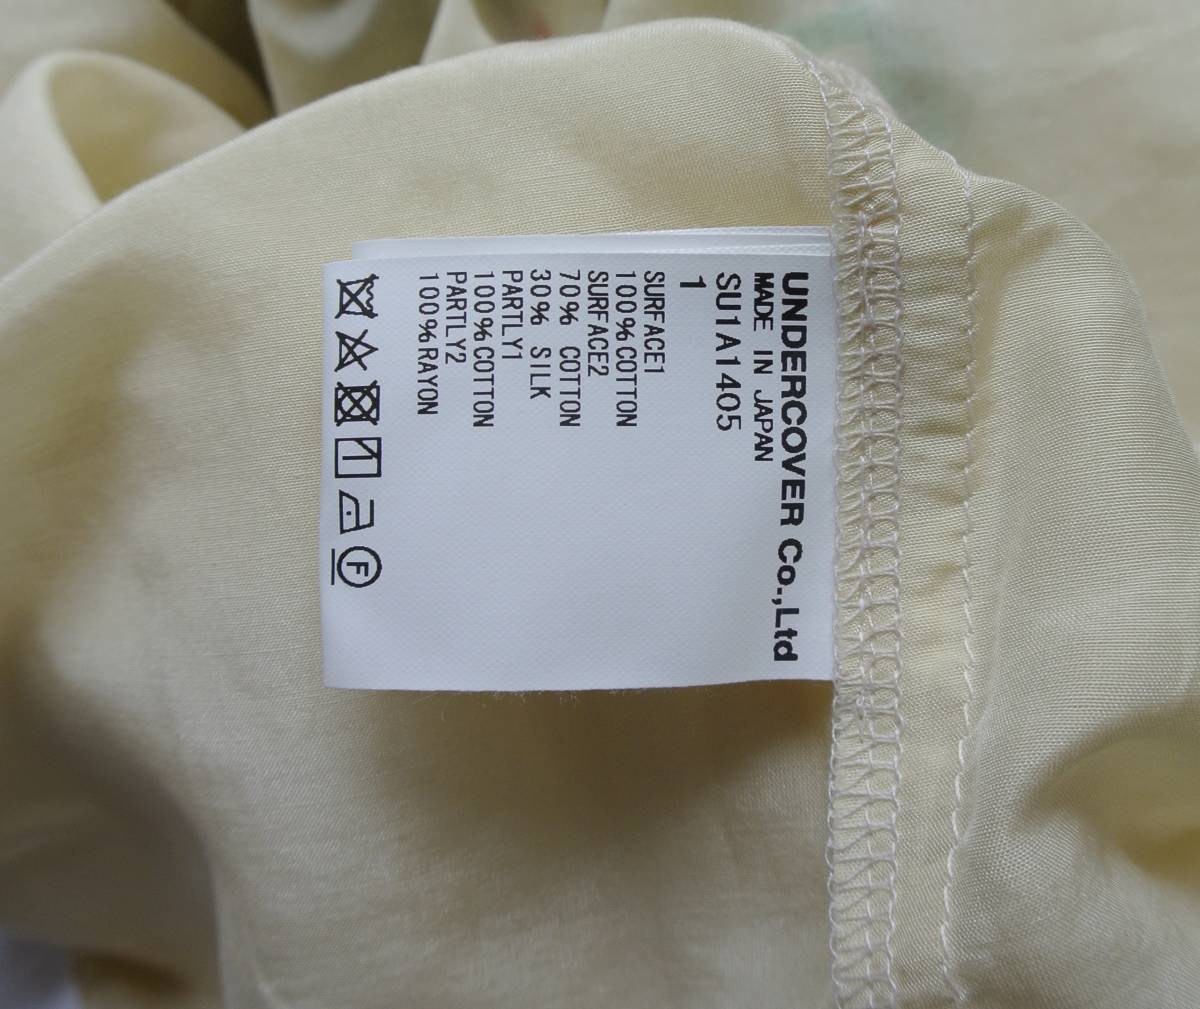 UNDERCOVER Co.,Ltd
MADE IN JAPAN
SU1A1405
1
SURFACE1
100%COTTON
SURFACE2
70% COTTON
30% SILK
PARTLY1
100%COTTON
PARTLY2
100%RAYON
F